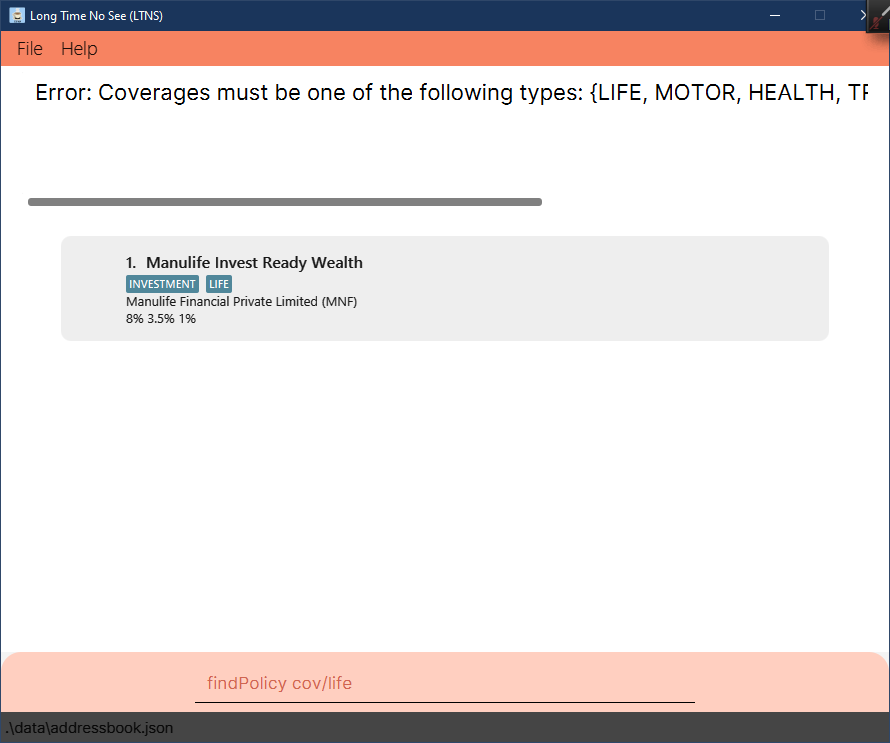 Long Time No See (LTNS)
File Help
Error: Coverages must be one of the following types: {LIFE, MOTOR, HEALTH,
1. Manulife Invest Ready Wealth
INVESTMENT LIFE
Manulife Financial Private Limited (MNF)
8% 3.5% 1%
findPolicy cov/life
.\data\addressbook.json